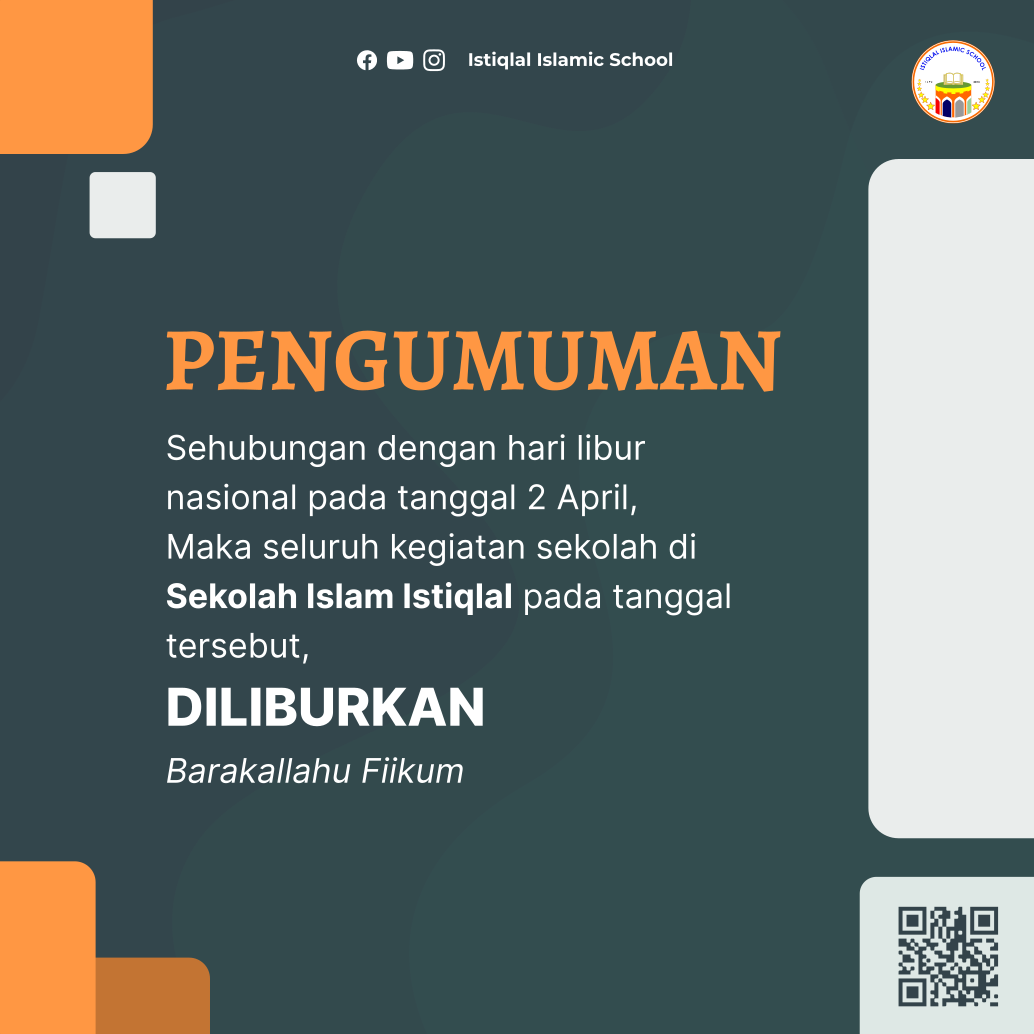 Istiqlal Islamic School
ISTIQLAL ISLAMIC SCHOOL
PENGUMUMAN
Sehubungan dengan hari libur
nasional pada tanggal 2 April,
Maka seluruh kegiatan sekolah di
Sekolah Islam Istiqlal pada tanggal
tersebut,
DILIBURKAN
Barakallahu Fiikum